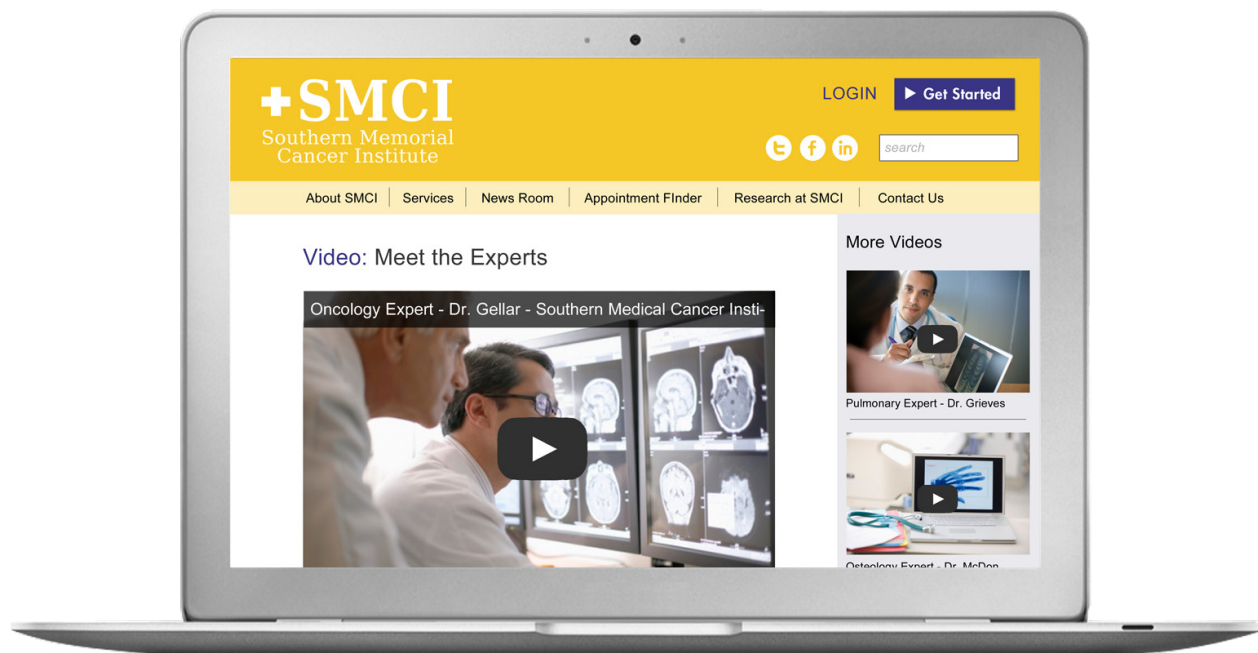 +SMCI
Southern Memorial
Cancer Institute
LOGIN
Get Started
search
About SMCI
Services
News Room
Appointment FInder
Research at SMCI
Contact Us
Video: Meet the Experts
Oncology Expert - Dr. Gellar - Southern Medical Cancer Insti-
More Videos
Pulmonary Expert - Dr. Grieves
Osteology Expert - Dr. McDon